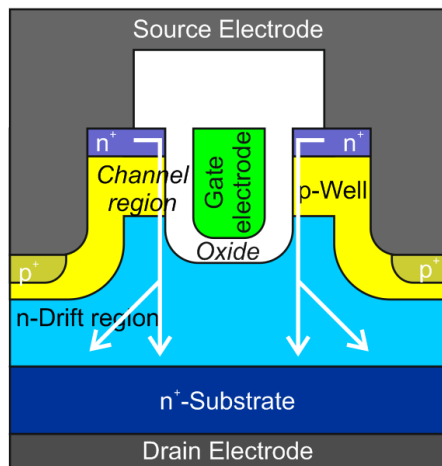 Source Electrode
n+
n+
Channel
region
Gate
electrode
p-Well
Oxide
p+
p+
n-Drift region
n+-Substrate
Drain Electrode